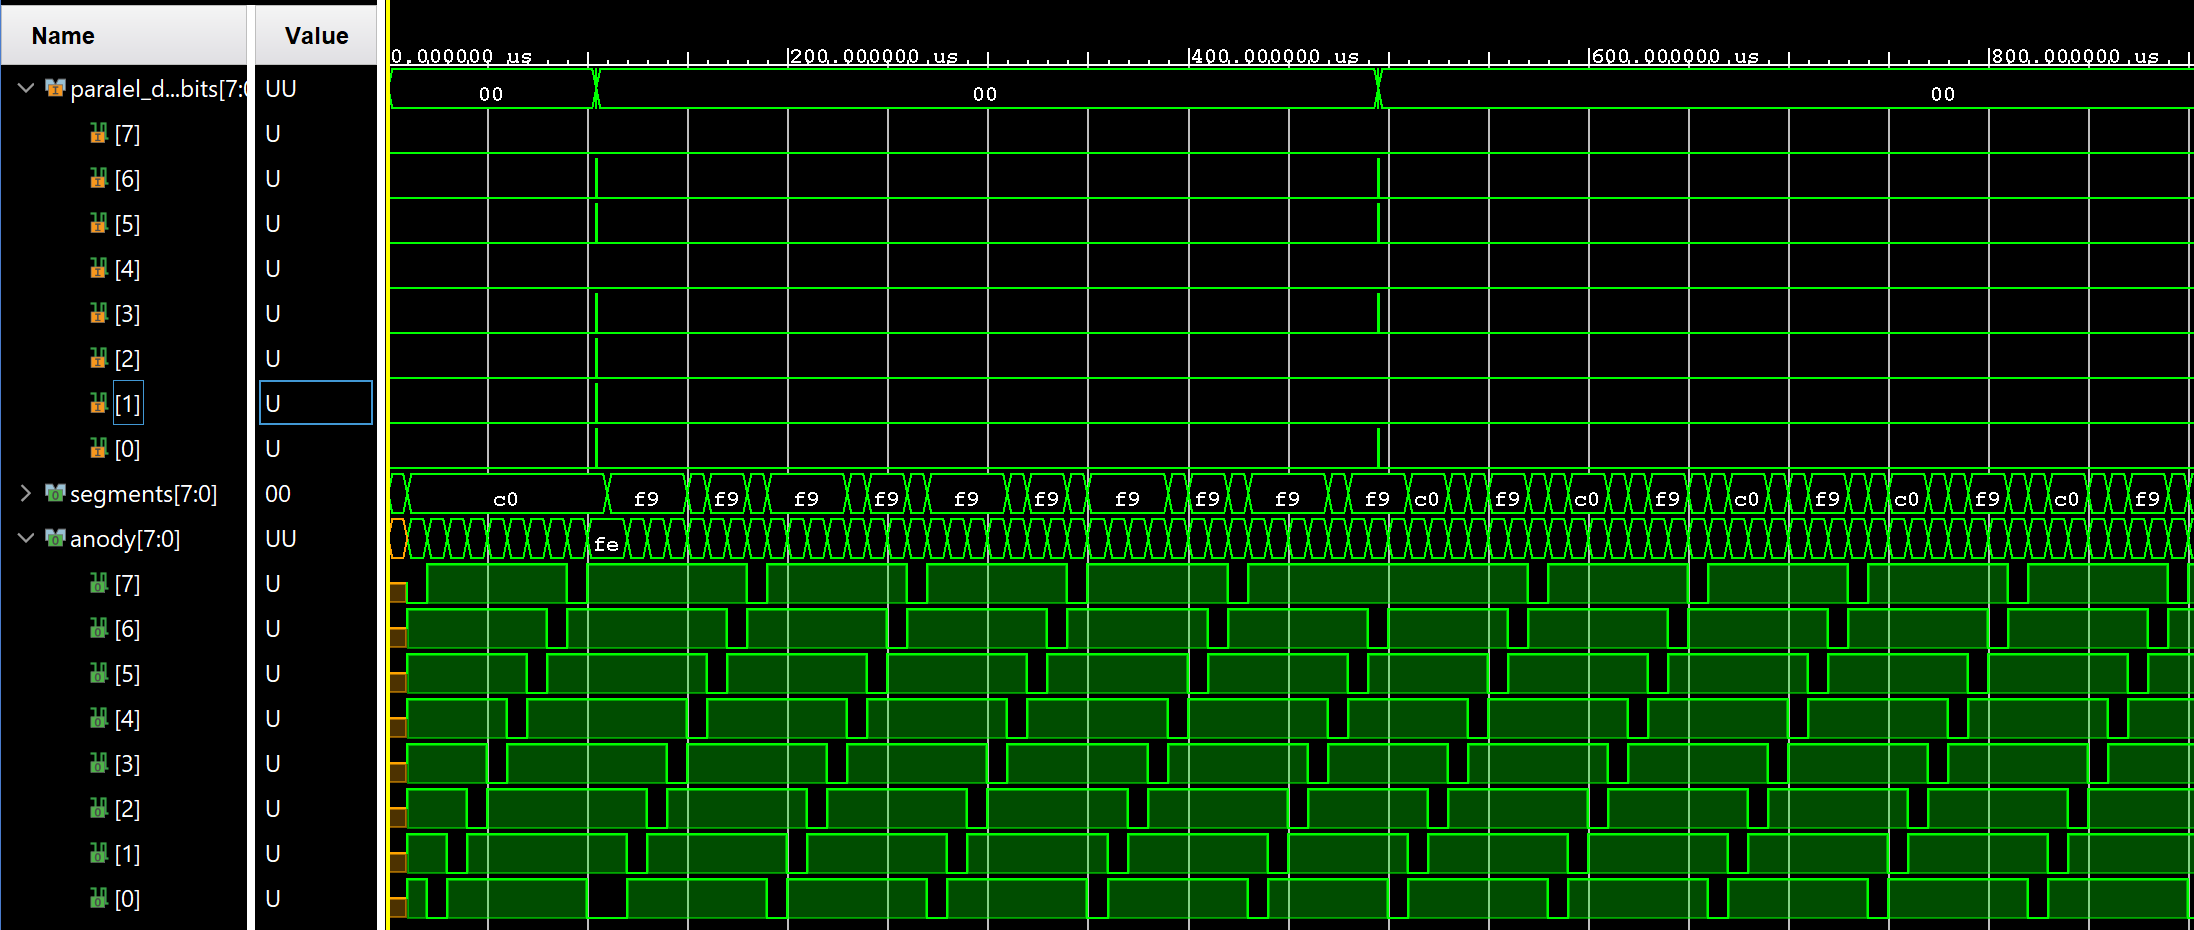 Name Value
0.000000 us 200.000000 us 400.000000 us 600.000000 us 800.000000 us
paralel_d...bits[7:0 UU 00 00 00
[7] U
[6] U
[5] U
[4] U
[3] U
[2] U
[1] U
[0] U
segments[7:0] 00 c0 f9 f9 f9 f9 f9 f9 f9 f9 f9 f9 c0 f9 c0 f9 c0 f9 c0 f9 c0 f9
anody[7:0] UU fe
[7] U
[6] U
[5] U
[4] U
[3] U
[2] U
[1] U
[0] U